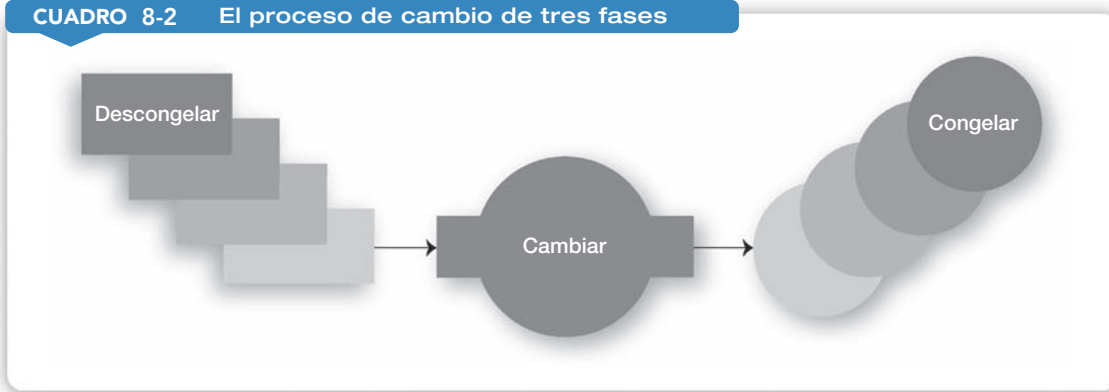 CUADRO 8-2 El proceso de cambio de tres fases
Descongelar
Cambiar
Congelar